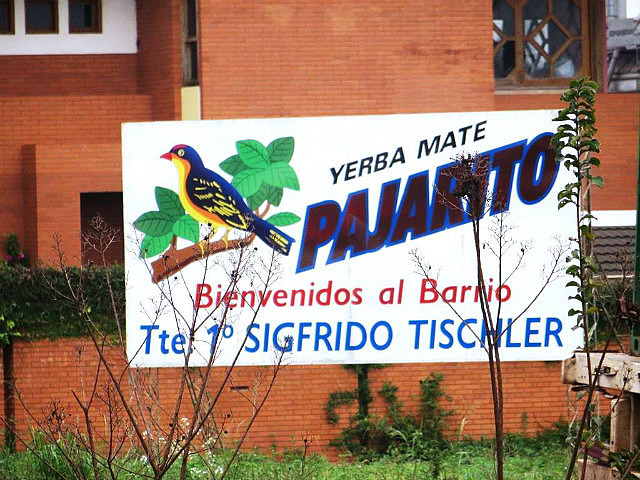 YERBA MATE
PAJARITO
Bienvenidos al Barrio
Tte. 1º SIGFRIDO TISCHLER